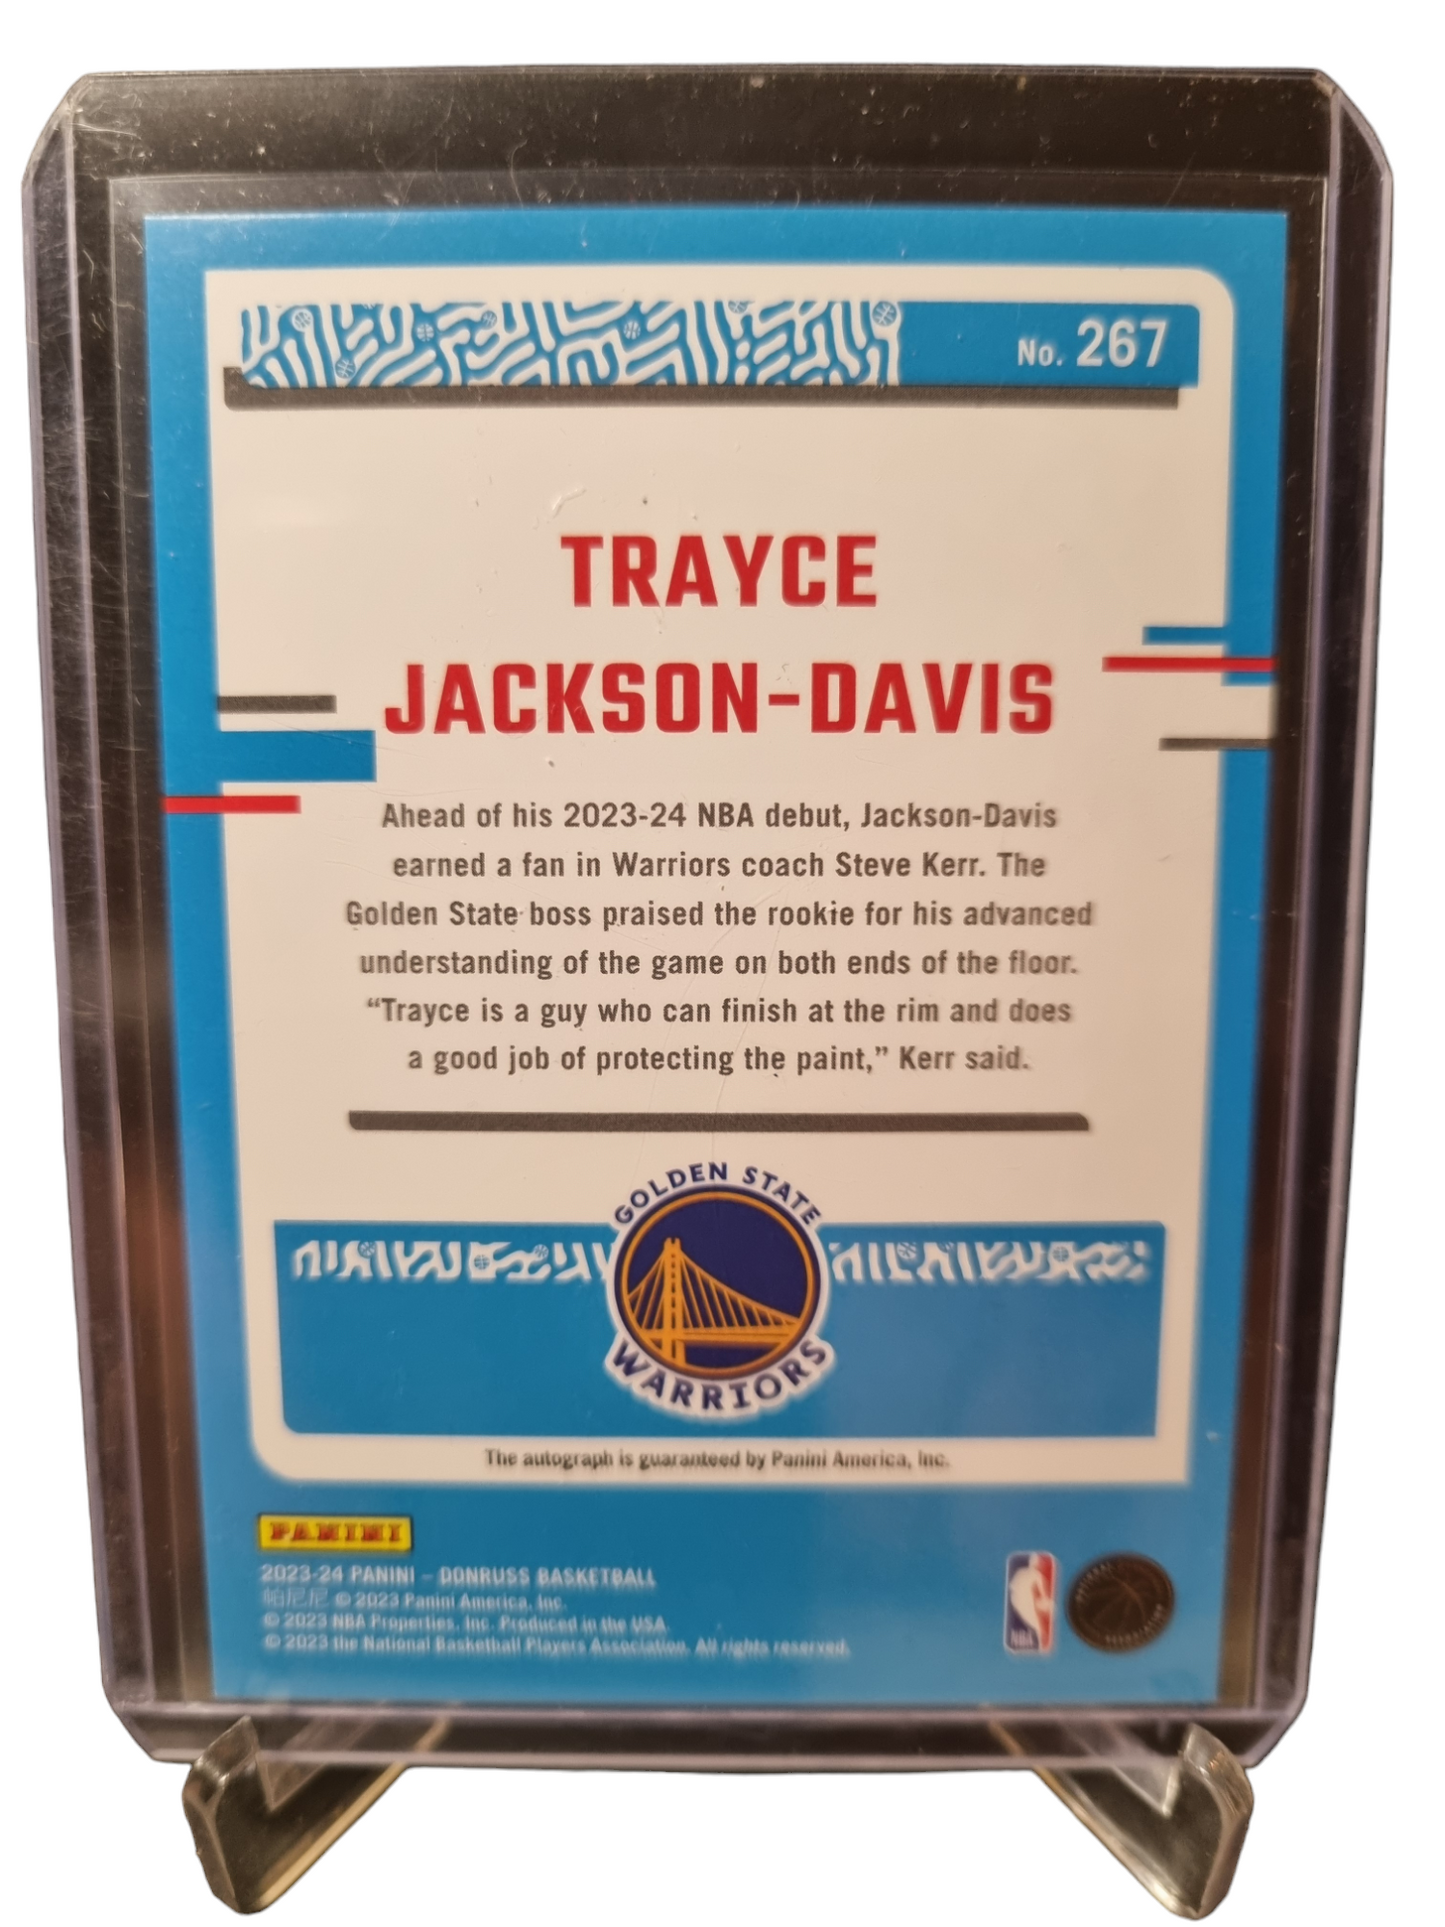 No. 267
TRAYCE
JACKSON-DAVIS
Ahead of his 2023-24 NBA debut, Jackson-Davis
earned a fan in Warriors coach Steve Kerr. The
Golden State boss praised the rookie for his advanced
understanding of the game on both ends of the floor.
“Trayce is a guy who can finish at the rim and does
a good job of protecting the paint,” Kerr said.
GOLDEN STATE
WARRIORS
The autograph is guaranteed by Panini America, Inc.
PANINI
2023-24 PANINI – DONRUSS BASKETBALL
帕尼尼 © 2023 Panini America, Inc.
© 2023 NBA Properties, Inc. Produced in the USA.
© 2023 the National Basketball Players Association. All rights reserved.
NBA